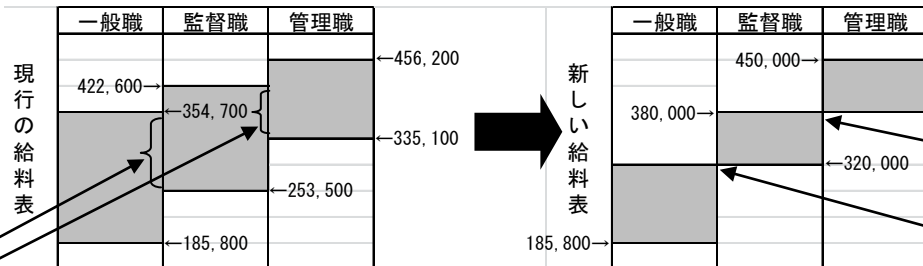 一般職 監督職 管理職
現行の給料表
422,600→
←354,700
←456,200
←335,100
←253,500
←185,800
一般職 監督職 管理職
新しい給料表
450,000→
380,000→
←320,000
185,800→